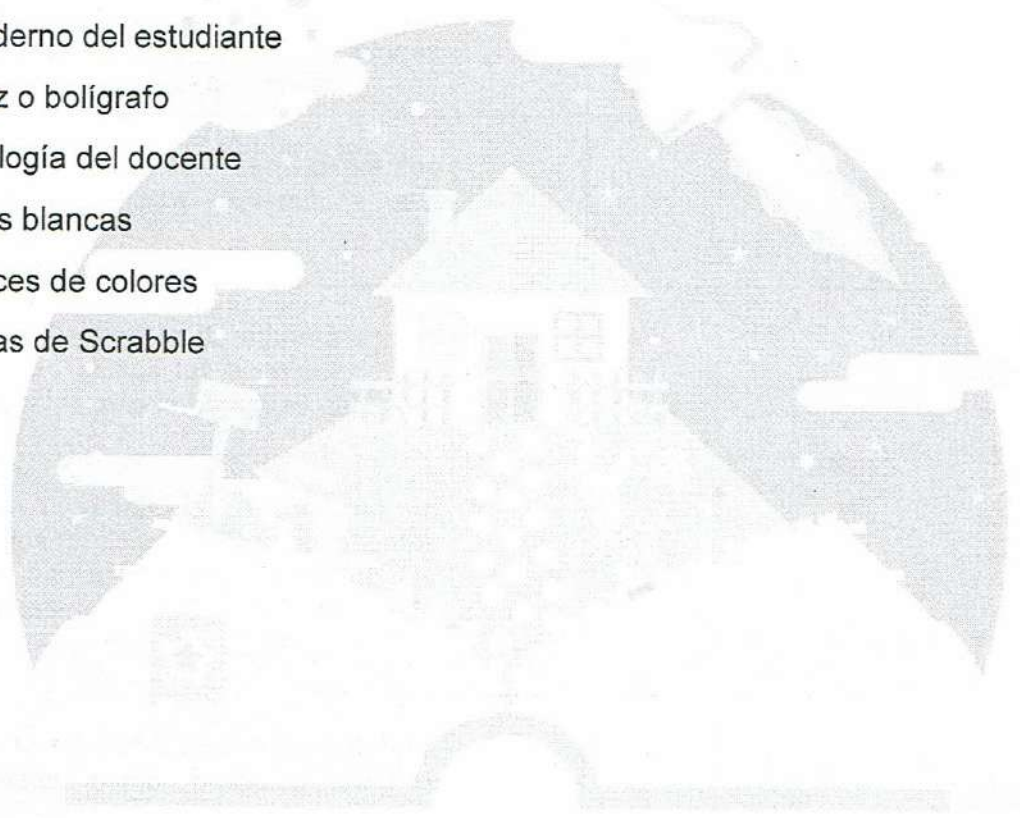 derno del estudiante
z o bolígrafo
logía del docente
s blancas
ces de colores
as de Scrabble